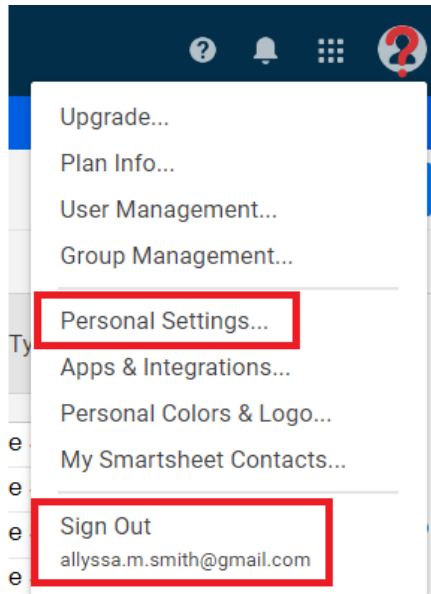 ?
?
Upgrade...
Plan Info...
User Management...
Group Management...
Personal Settings...
Ty
Apps & Integrations...
Personal Colors & Logo...
e
My Smartsheet Contacts...
e
Sign Out
e
allyssa.m.smith@gmail.com
e